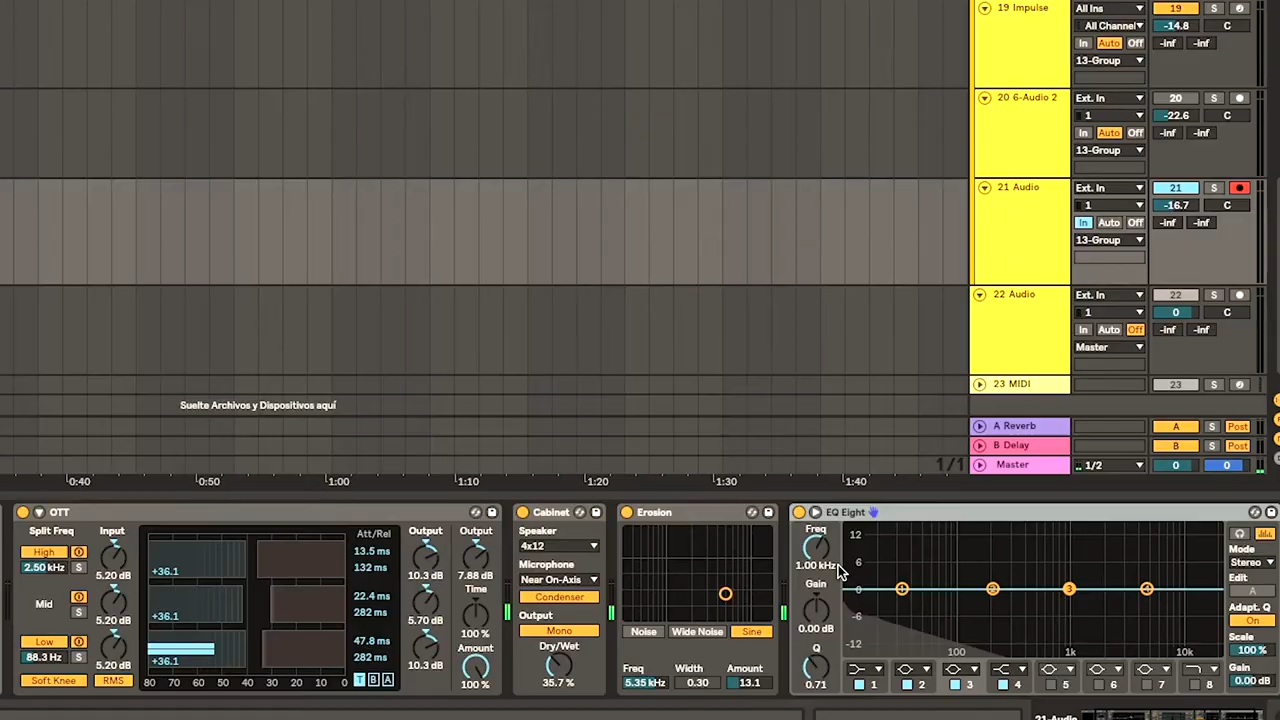 19 Impulse All Ins 19 S
All Channel -14.8 C
In Auto Off -inf -inf
13-Group
20 6-Audio 2 Ext. In 20 S
1 -22.6 C
In Auto Off -inf -inf
13-Group
21 Audio Ext. In 21 S
1 -16.7 C
In Auto Off -inf -inf
13-Group
22 Audio Ext. In 22 S
1 0 C
In Auto Off -inf -inf
Master
23 MIDI 23 S
Suelte Archivos y Dispositivos aquí
A Reverb A S Post
B Delay B S Post
1/1 Master 1/2 0 0
0:40 0:50 1:00 1:10 1:20 1:30 1:40
OTT
Split Freq Input Att/Rel Output Output
High 13.5 ms
2.50 kHz S 5.20 dB +36.1 132 ms 10.3 dB 7.88 dB
Time
Mid 22.4 ms
S 5.20 dB +36.1 282 ms 5.70 dB 100 %
Low 47.8 ms Amount
88.3 Hz S +36.1 282 ms
Soft Knee RMS 10.3 dB
5.20 dB
80 70 60 50 40 30 20 10 0 T B A 100 %
Cabinet
Speaker
4x12
Microphone
Near On-Axis
Condenser
Output
Mono
Dry/Wet
35.7 %
Erosion
Noise Wide Noise Sine
Freq Width Amount
5.35 kHz 0.30 13.1
EQ Eight
Freq
1.00 kHz
Gain
0.00 dB
Q
0.71
12
6
0
-6
-12
1 2 3 4
100 1k 10k
1 2 3 4 5 6 7 8
Mode
Stereo
Edit
A
Adapt. Q
On
Scale
100 %
Gain
0.00 dB
21-Audio